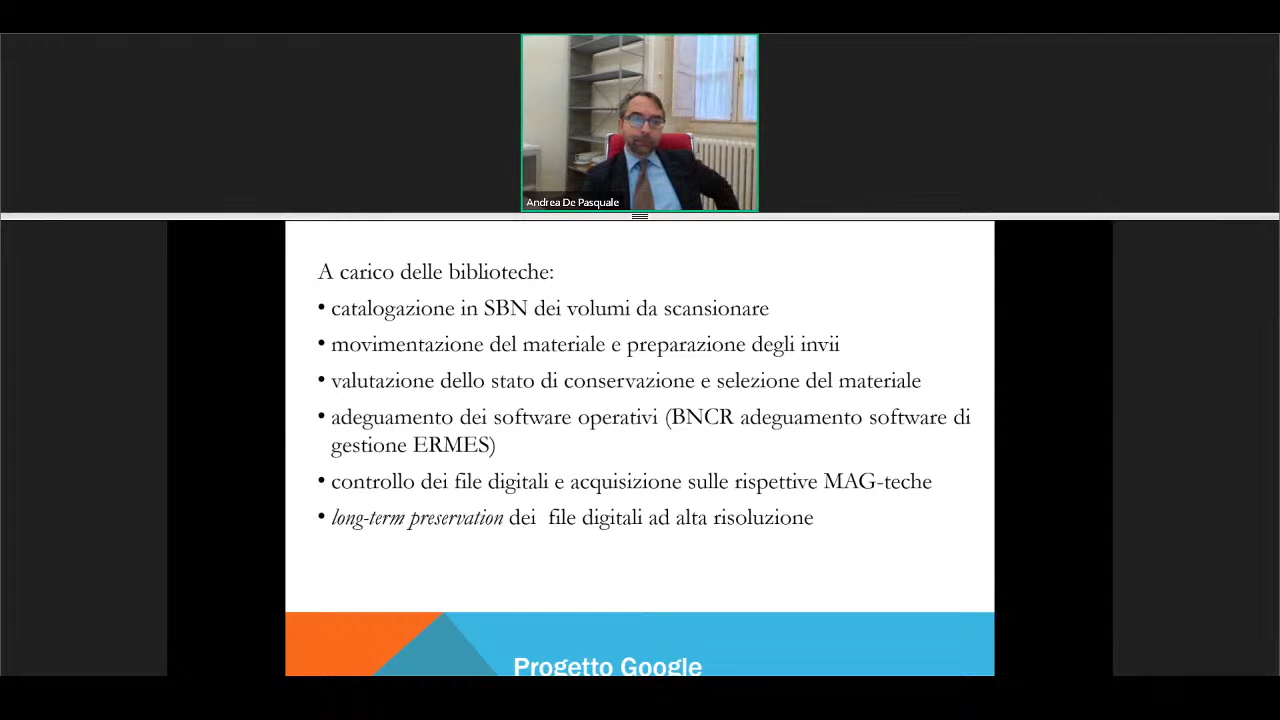 Andrea De Pasquale
A carico delle biblioteche:
• catalogazione in SBN dei volumi da scansionare
• movimentazione del materiale e preparazione degli invii
• valutazione dello stato di conservazione e selezione del materiale
• adeguamento dei software operativi (BNCR adeguamento software di
gestione ERMES)
• controllo dei file digitali e acquisizione sulle rispettive MAG-teche
• long-term preservation dei file digitali ad alta risoluzione
Progetto Google